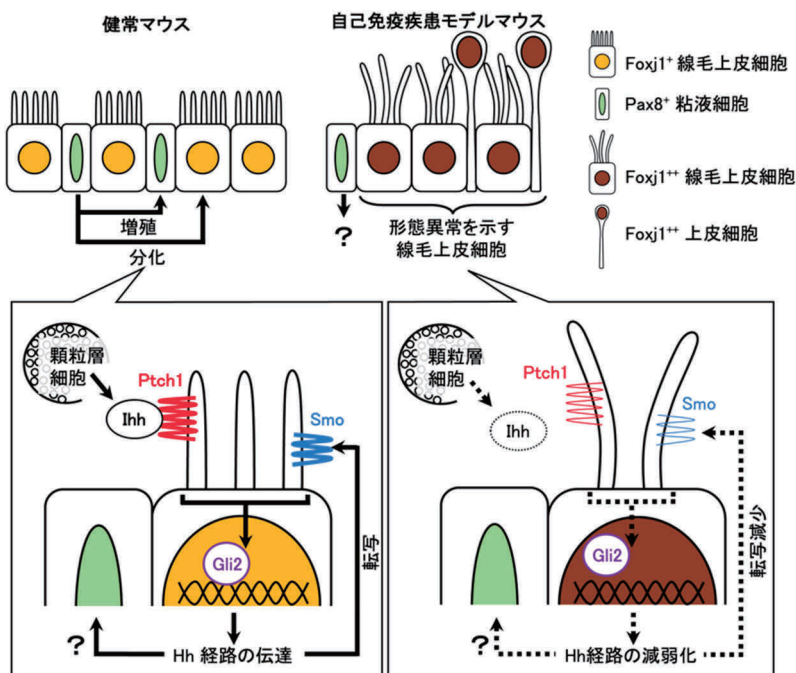 健常マウス
自己免疫疾患モデルマウス
Foxj1⁺ 線毛上皮細胞
Pax8⁺ 粘液細胞
Foxj1⁺⁺ 線毛上皮細胞
Foxj1⁺⁺ 上皮細胞
増殖
分化
?
形態異常を示す
線毛上皮細胞
顆粒層
細胞
Ptch1
Ihh
Smo
Gli2
転写
?
Hh 経路の伝達
顆粒層
細胞
Ptch1
Ihh
Smo
Gli2
転写減少
?
Hh経路の減弱化